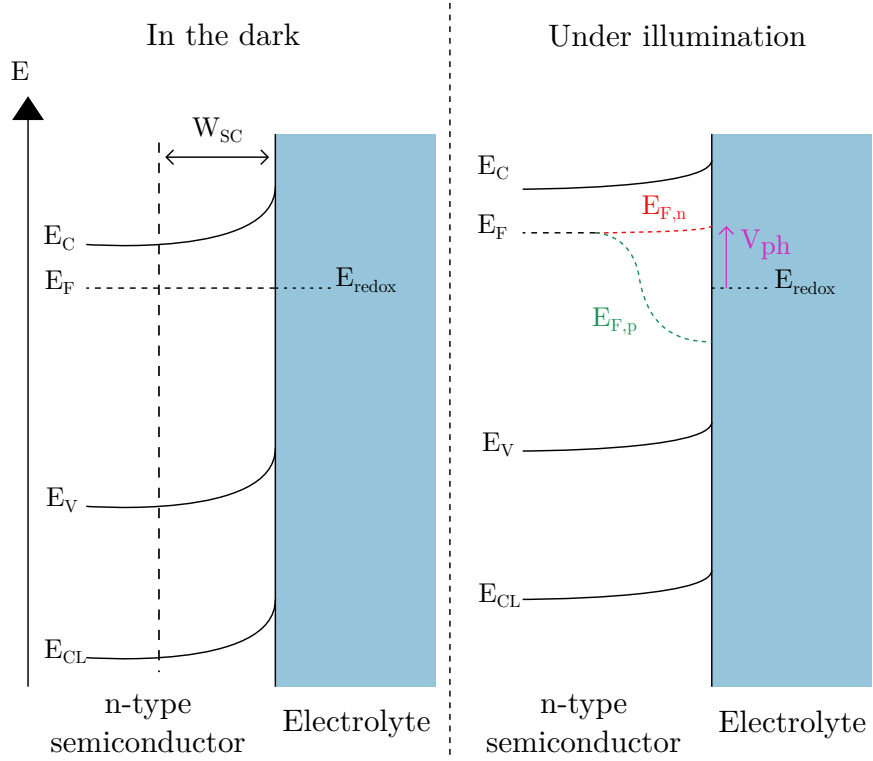 In the dark
E
W_SC
E_C
E_F
E_redox
E_V
E_CL
n-type
semiconductor
Electrolyte
Under illumination
E_C
E_F,n
E_F
V_ph
E_redox
E_F,p
E_V
E_CL
n-type
semiconductor
Electrolyte